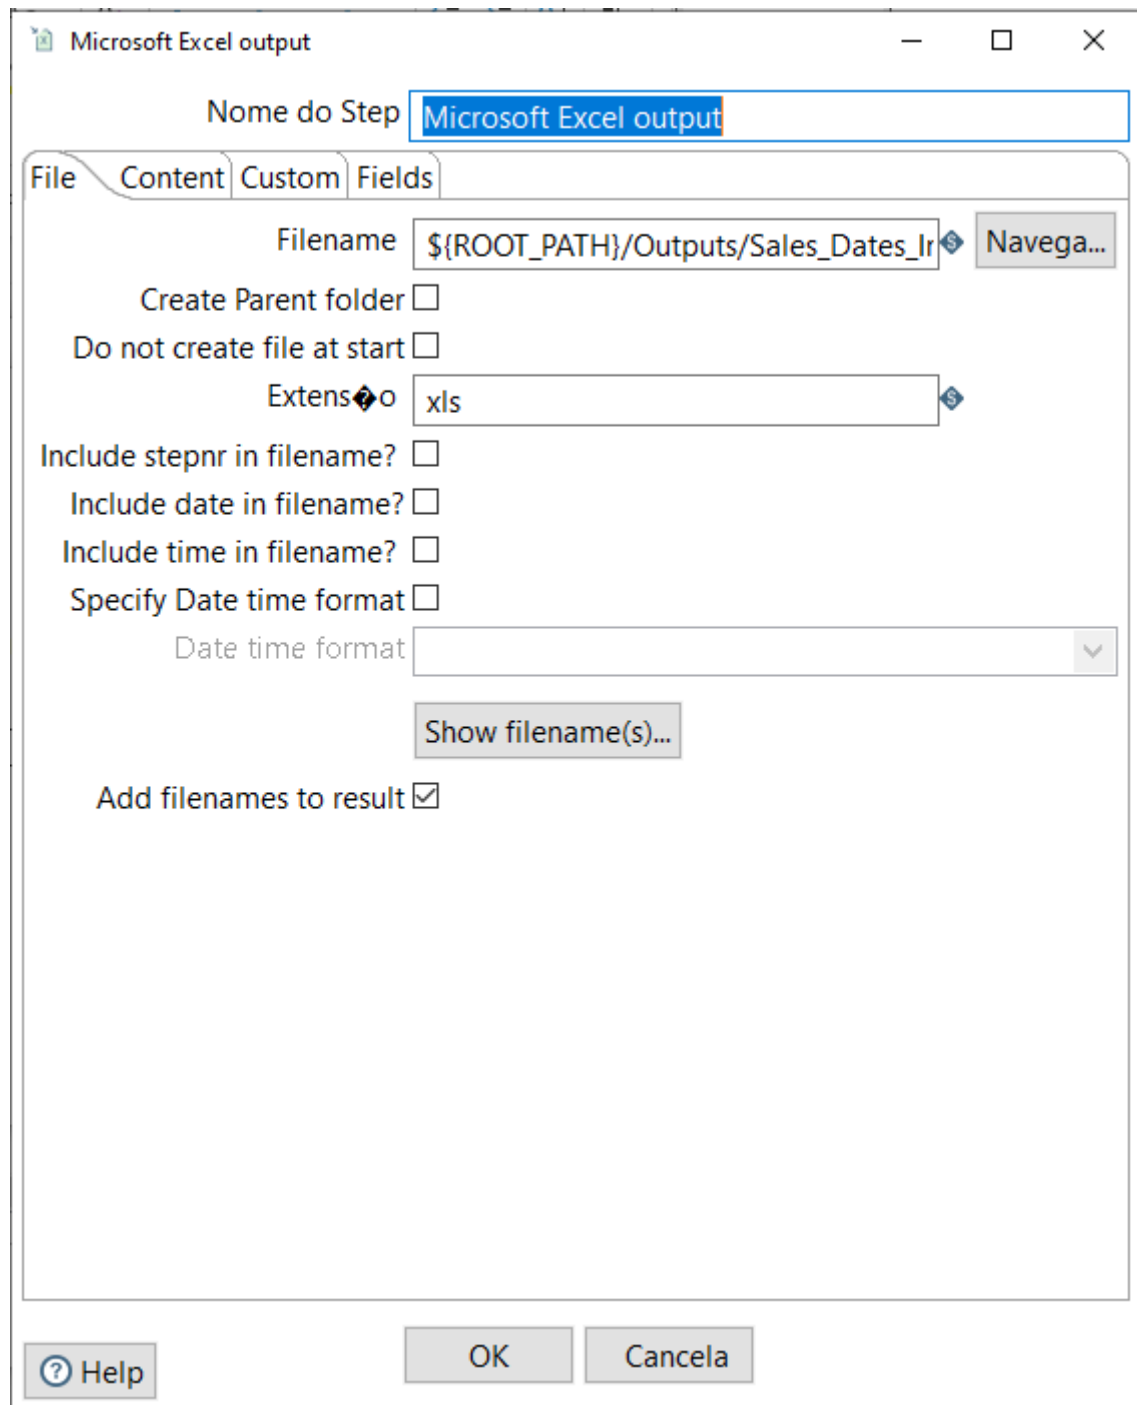 Microsoft Excel output
Nome do Step Microsoft Excel output
File Content Custom Fields
Filename ${ROOT_PATH}/Outputs/Sales_Dates_ Navega...
Create Parent folder
Do not create file at start
Extens�o xls
Include stepnr in filename?
Include date in filename?
Include time in filename?
Specify Date time format
Date time format
Show filename(s)...
Add filenames to result
Help OK Cancela